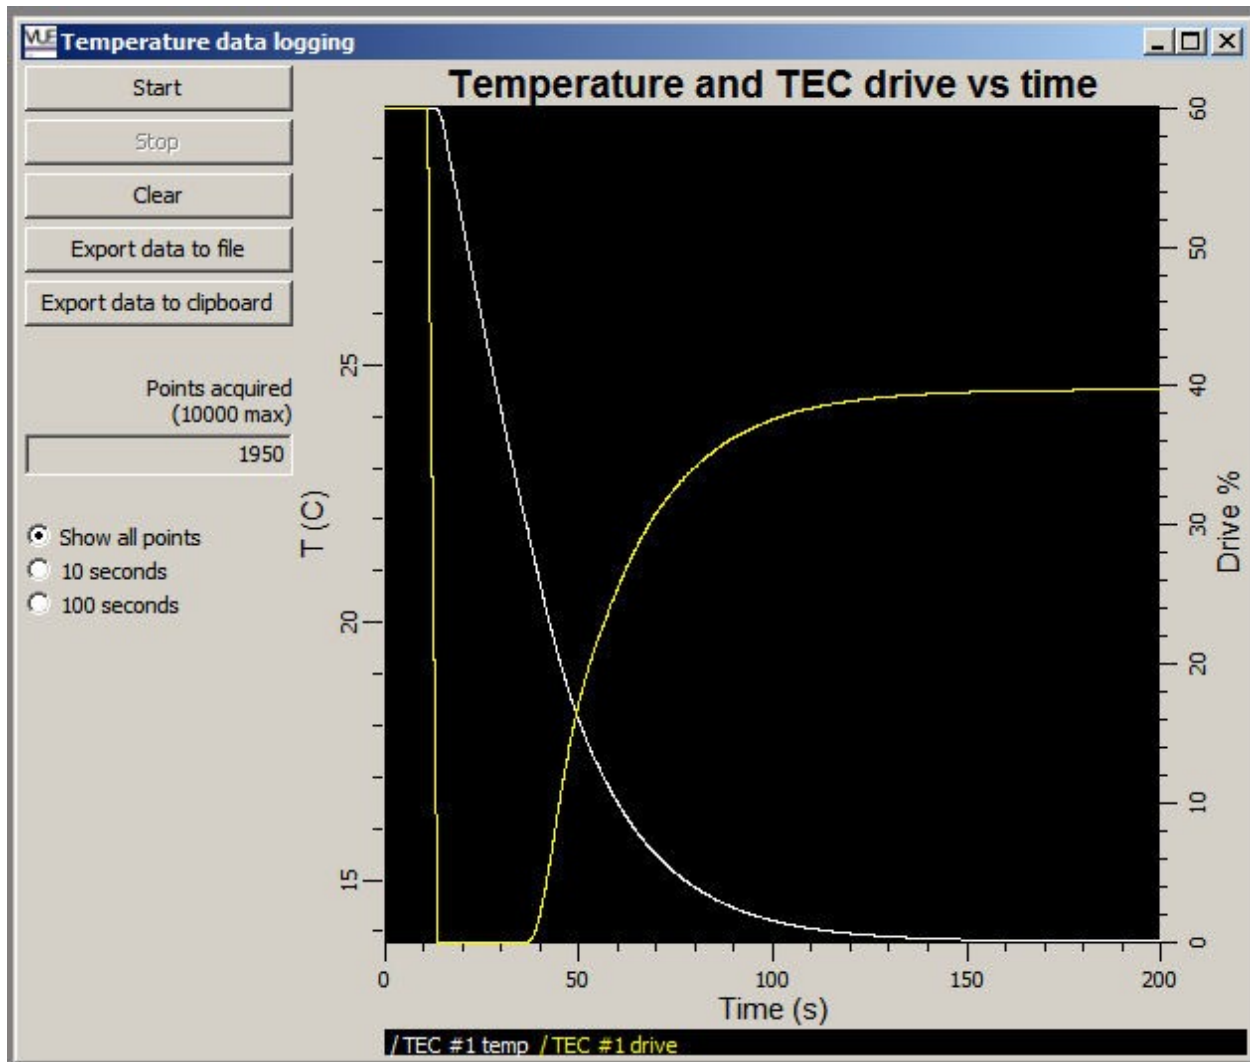 VUE
Temperature data logging
Start
Stop
Clear
Export data to file
Export data to clipboard
Points acquired
(10000 max)
1950
Show all points
10 seconds
100 seconds
Temperature and TEC drive vs time
T (C)
25
20
15
60
50
40
30
20
10
0
Drive %
0
50
100
150
200
Time (s)
/ TEC #1 temp / TEC #1 drive